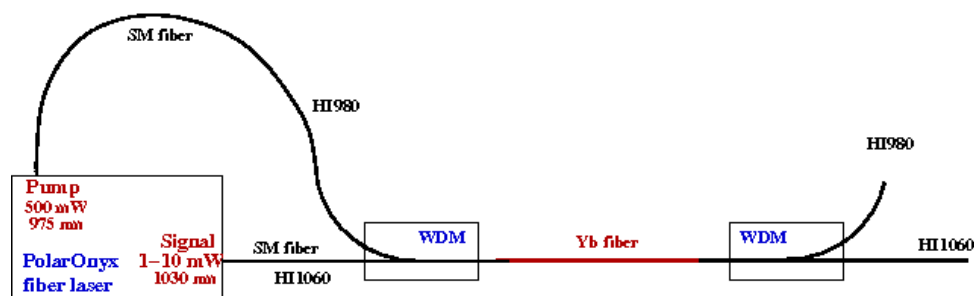 SM fiber
HI980
HI980
Pump
500 mW
975 nm
Signal
1–10 mW
1030 nm
PolarOnyx
fiber laser
SM fiber
HI1060
WDM
Yb fiber
WDM
HI1060